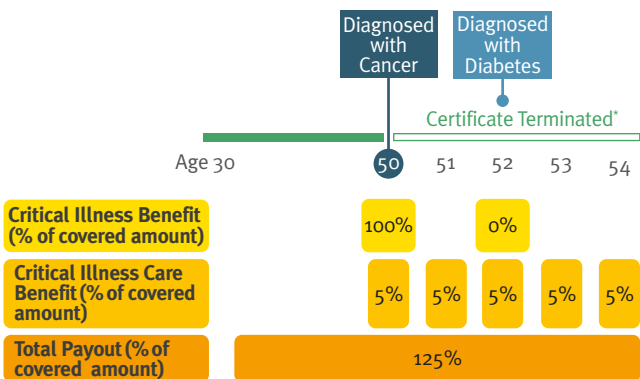 Diagnosed
with
Cancer
Diagnosed
with
Diabetes
Certificate Terminated*
Age 30
50
51
52
53
54
Critical Illness Benefit
(% of covered amount)
100%
0%
Critical Illness Care
Benefit (% of covered
amount)
5%
5%
5%
5%
5%
Total Payout (% of
covered amount)
125%